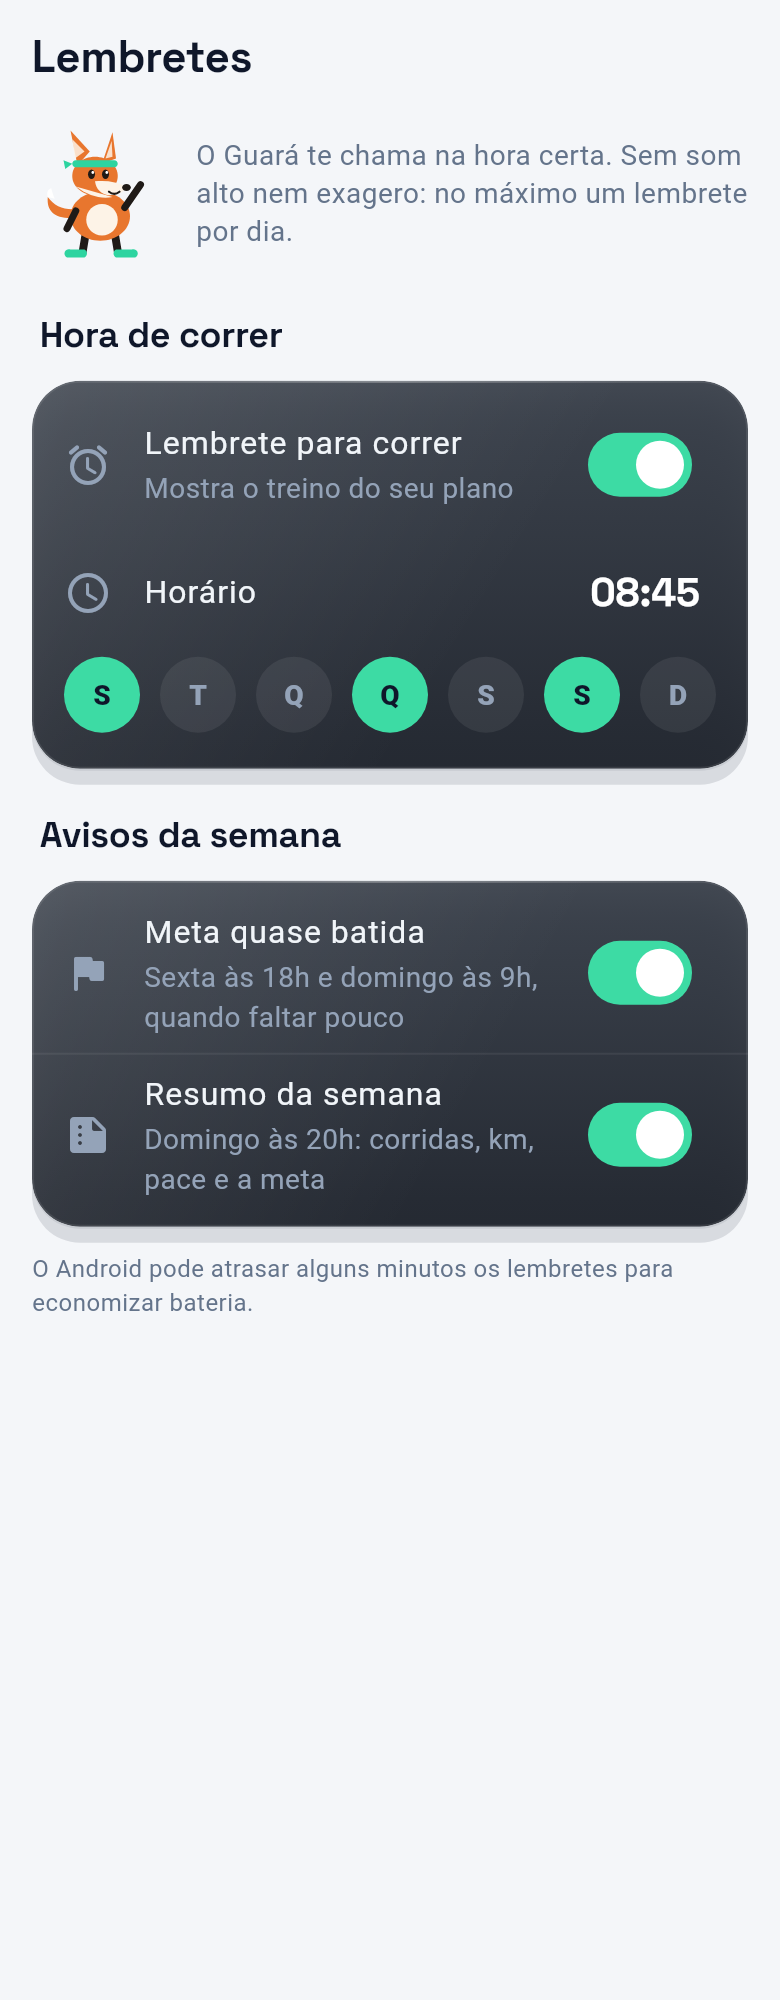 Lembretes
O Guará te chama na hora certa. Sem som
alto nem exagero: no máximo um lembrete
por dia.
Hora de correr
Lembrete para correr
Mostra o treino do seu plano
Horário
08:45
S T Q Q S S D
Avisos da semana
Meta quase batida
Sexta às 18h e domingo às 9h,
quando faltar pouco
Resumo da semana
Domingo às 20h: corridas, km,
pace e a meta
O Android pode atrasar alguns minutos os lembretes para
economizar bateria.